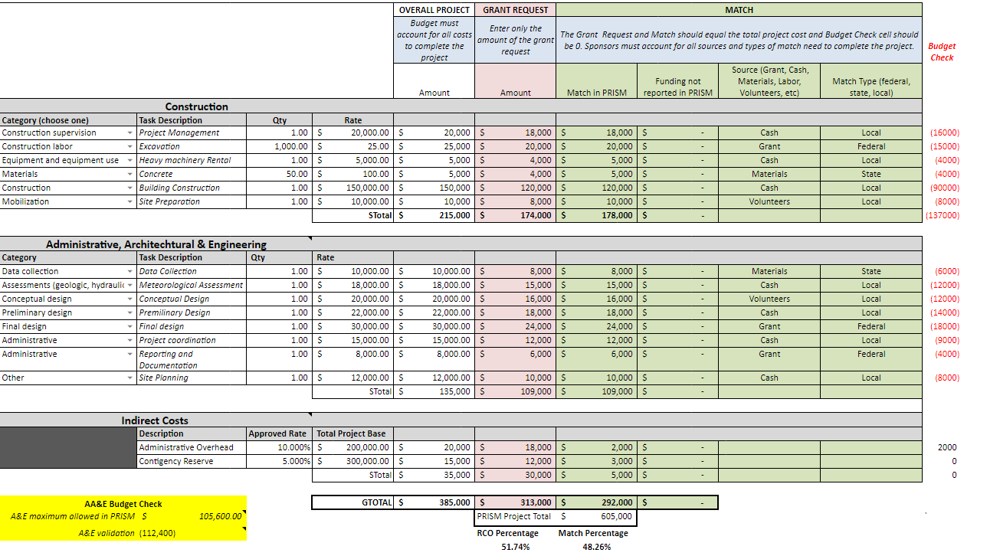 OVERALL PROJECT GRANT REQUEST MATCH
Budget must account for all costs to complete the project
Enter only the amount of the grant request
The Grant Request and Match should equal the total project cost and Budget Check cell should be 0. Sponsors must account for all sources and types of match need to complete the project.
Budget Check
Amount Amount Match in PRISM Funding not reported in PRISM Source (Grant, Cash, Materials, Labor, Volunteers, etc) Match Type (federal, state, local)
Construction
Category (choose one) Task Description Qty Rate
Construction supervision Project Management 1.00 $ 20,000.00 $ 20,000 $ 18,000 $ 18,000 $ - Cash Local (16000)
Construction labor Excavation 1,000.00 $ 25.00 $ 25,000 $ 20,000 $ 20,000 $ - Grant Federal (15000)
Equipment and equipment use Heavy machinery Rental 1.00 $ 5,000.00 $ 5,000 $ 4,000 $ 5,000 $ - Cash Local (4000)
Materials Concrete 50.00 $ 100.00 $ 5,000 $ 4,000 $ 5,000 $ - Materials State (4000)
Construction Building Construction 1.00 $ 150,000.00 $ 150,000 $ 120,000 $ 120,000 $ - Cash Local (90000)
Mobilization Site Preparation 1.00 $ 10,000.00 $ 10,000 $ 8,000 $ 10,000 $ - Volunteers Local (8000)
STotal $ 215,000 $ 174,000 $ 178,000 $ - (137000)
Administrative, Architechtural & Engineering
Category Task Description Qty Rate
Data collection Data Collection 1.00 $ 10,000.00 $ 10,000.00 $ 8,000 $ 8,000 $ - Materials State (6000)
Assessments (geologic, hydraulic Meteorological Assessment 1.00 $ 18,000.00 $ 18,000.00 $ 15,000 $ 15,000 $ - Cash Local (12000)
Conceptual design Conceptual Design 1.00 $ 20,000.00 $ 20,000.00 $ 16,000 $ 16,000 $ - Volunteers Local (12000)
Preliminary design Premilinary Design 1.00 $ 22,000.00 $ 22,000.00 $ 18,000 $ 18,000 $ - Cash Local (14000)
Final design Final design 1.00 $ 30,000.00 $ 30,000.00 $ 24,000 $ 24,000 $ - Grant Federal (18000)
Administrative Project coordination 1.00 $ 15,000.00 $ 15,000.00 $ 12,000 $ 12,000 $ - Cash Local (9000)
Administrative Reporting and Documentation 1.00 $ 8,000.00 $ 8,000.00 $ 6,000 $ 6,000 $ - Grant Federal (4000)
Other Site Planning 1.00 $ 12,000.00 $ 12,000.00 $ 10,000 $ 10,000 $ - Cash Local (8000)
STotal $ 135,000 $ 109,000 $ 109,000 $ -
Indirect Costs
Description Approved Rate Total Project Base
Administrative Overhead 10.000% $ 200,000.00 $ 20,000 $ 18,000 $ 2,000 $ - 2000
Contigency Reserve 5.000% $ 300,000.00 $ 15,000 $ 12,000 $ 3,000 $ - 0
STotal $ 35,000 $ 30,000 $ 5,000 $ - 0
AA&E Budget Check GTOTAL $ 385,000 $ 313,000 $ 292,000 $ -
A&E maximum allowed in PRISM $ 105,600.00 PRISM Project Total $ 605,000
A&E validation (112,400) RCO Percentage Match Percentage
51.74% 48.26%